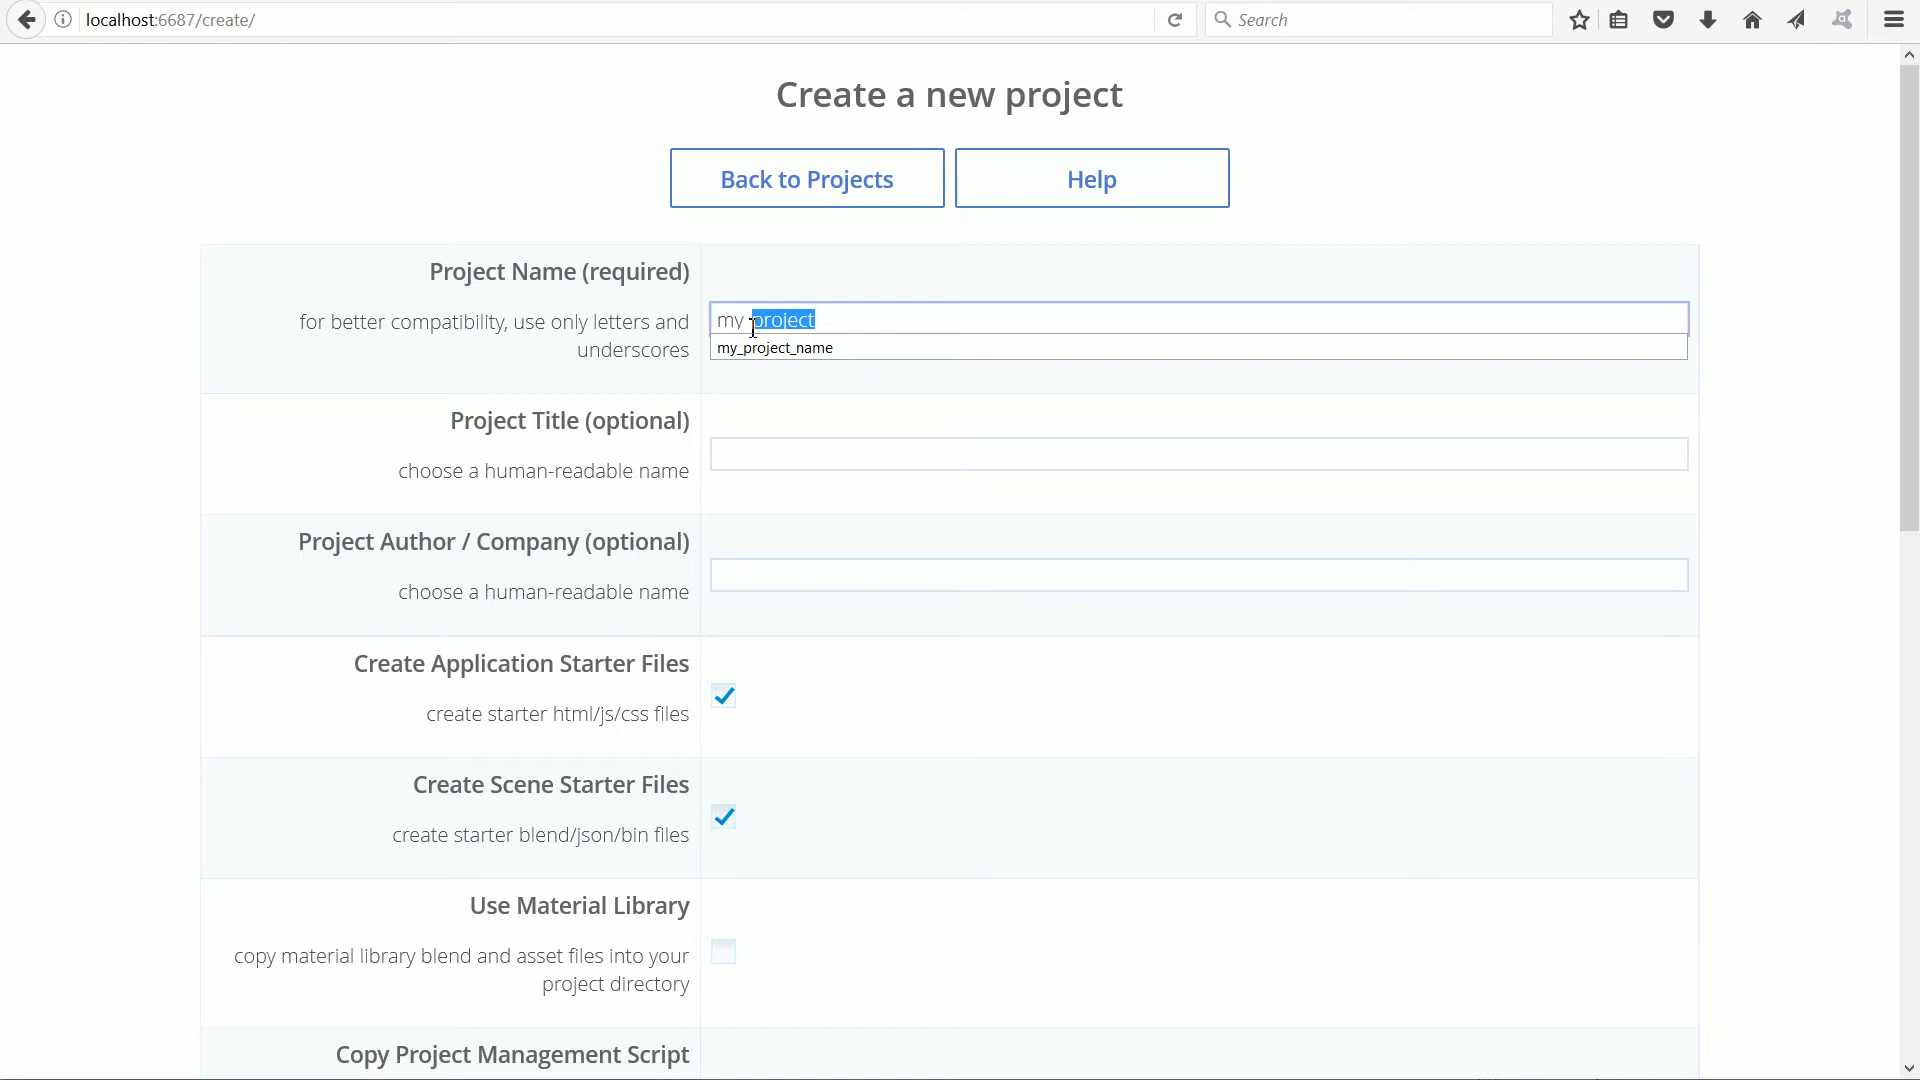 localhost:6687/create/
Search
Create a new project
Back to Projects
Help
Project Name (required)
for better compatibility, use only letters and
underscores
my project
my_project_name
Project Title (optional)
choose a human-readable name
Project Author / Company (optional)
choose a human-readable name
Create Application Starter Files
create starter html/js/css files
Create Scene Starter Files
create starter blend/json/bin files
Use Material Library
copy material library blend and asset files into your
project directory
Copy Project Management Script